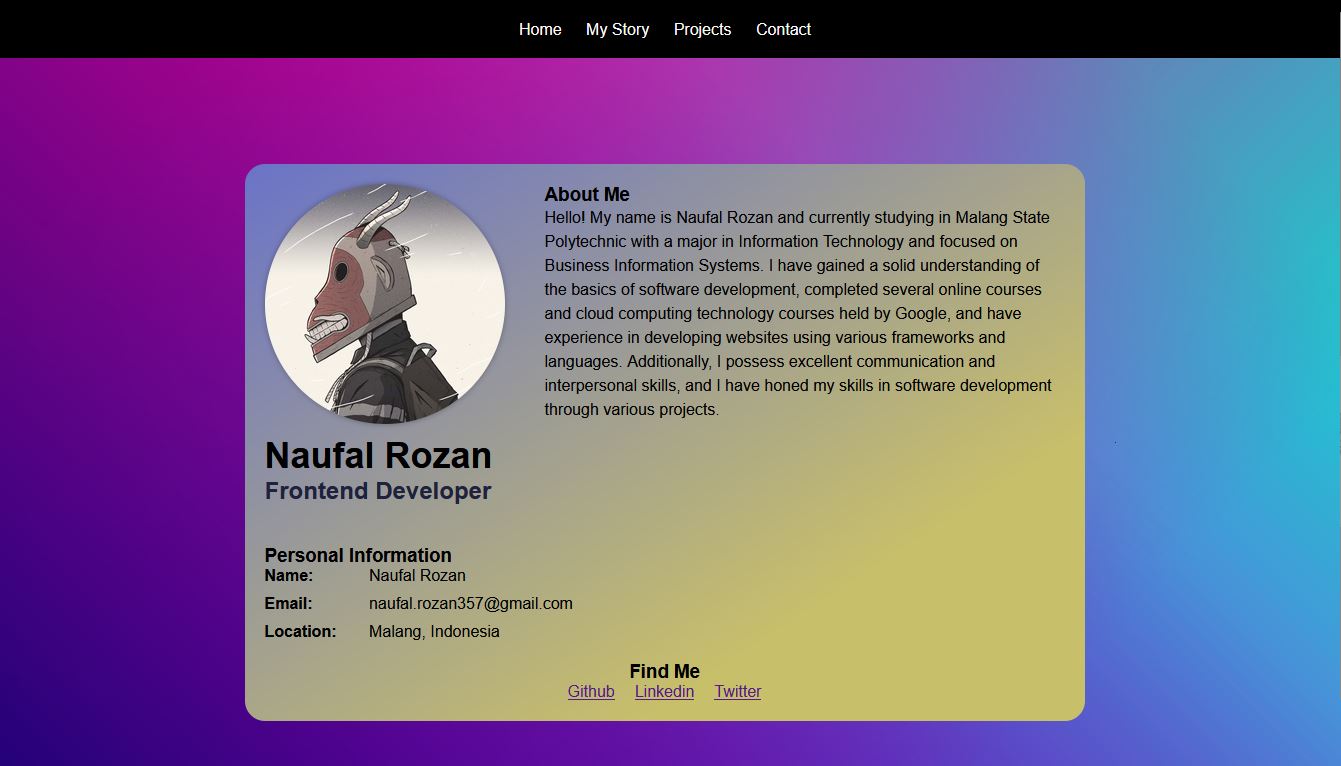 Home My Story Projects Contact
About Me
Hello! My name is Naufal Rozan and currently studying in Malang State
Polytechnic with a major in Information Technology and focused on
Business Information Systems. I have gained a solid understanding of
the basics of software development, completed several online courses
and cloud computing technology courses held by Google, and have
experience in developing websites using various frameworks and
languages. Additionally, I possess excellent communication and
interpersonal skills, and I have honed my skills in software development
through various projects.
Naufal Rozan
Frontend Developer
Personal Information
Name: Naufal Rozan
Email: naufal.rozan357@gmail.com
Location: Malang, Indonesia
Find Me
Github Linkedin Twitter